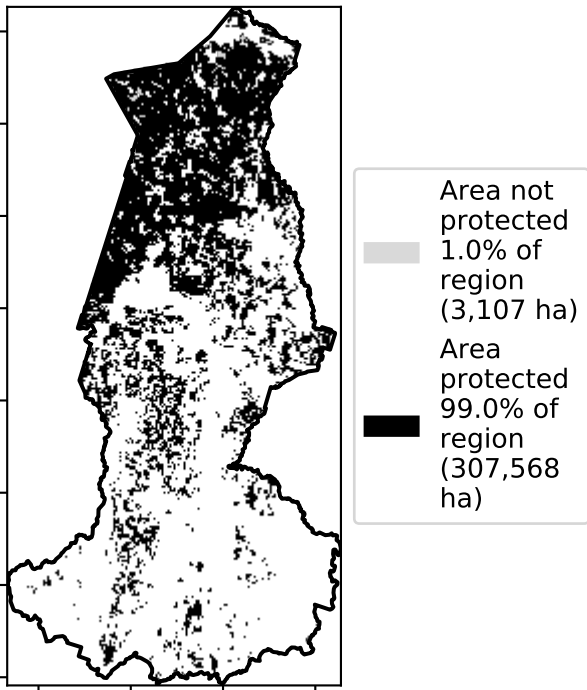 Area not
protected
1.0% of
region
(3,107 ha)
Area
protected
99.0% of
region
(307,568
ha)